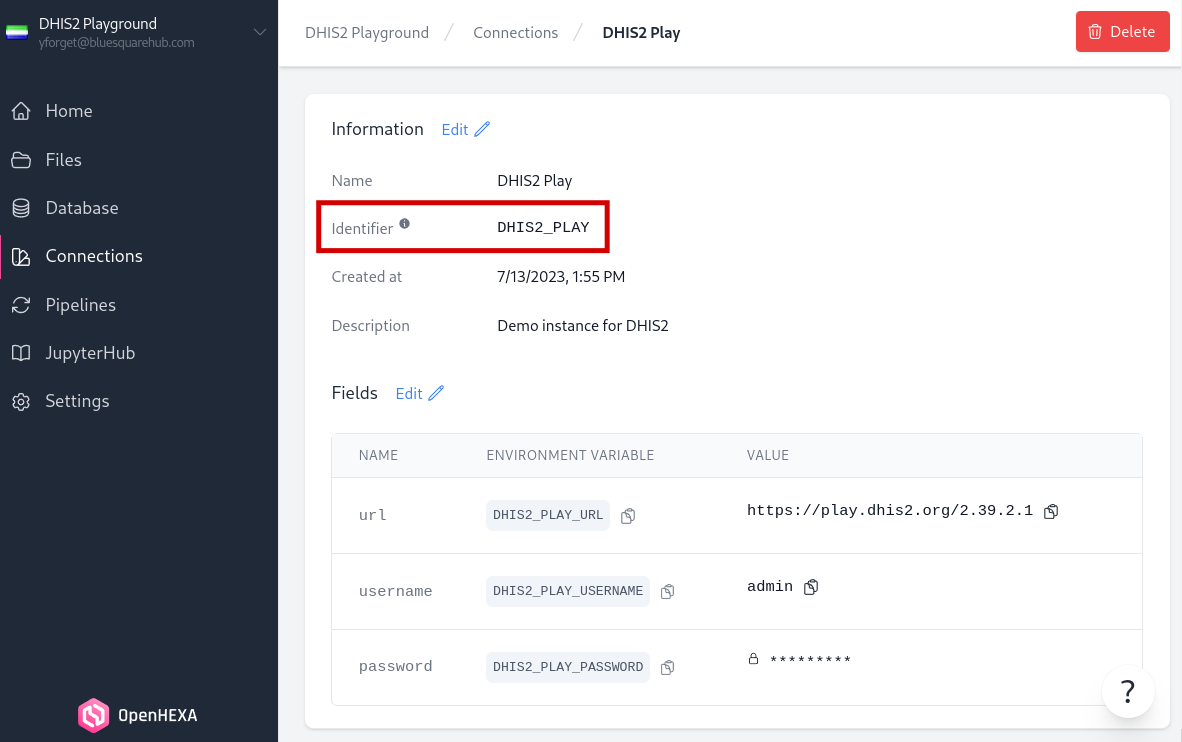 DHIS2 Playground
yforget@bluesquarehub.com
Home
Files
Database
Connections
Pipelines
JupyterHub
Settings
OpenHEXA
DHIS2 Playground / Connections / DHIS2 Play
Delete
Information Edit
Name DHIS2 Play
Identifier DHIS2_PLAY
Created at 7/13/2023, 1:55 PM
Description Demo instance for DHIS2
Fields Edit
NAME ENVIRONMENT VARIABLE VALUE
url DHIS2_PLAY_URL https://play.dhis2.org/2.39.2.1
username DHIS2_PLAY_USERNAME admin
password DHIS2_PLAY_PASSWORD *********
?